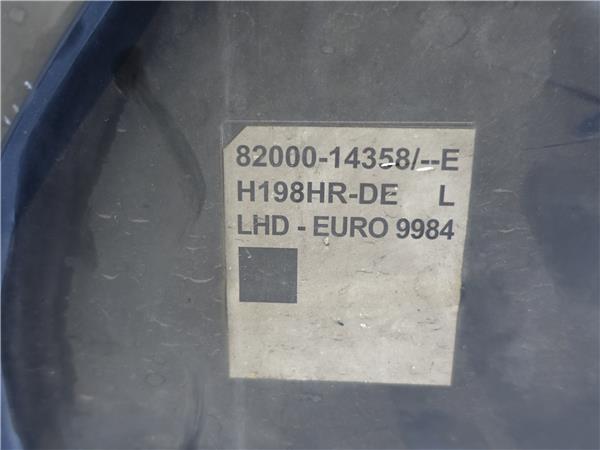 82000-14358/--E
H198HR-DE L
LHD - EURO 9984